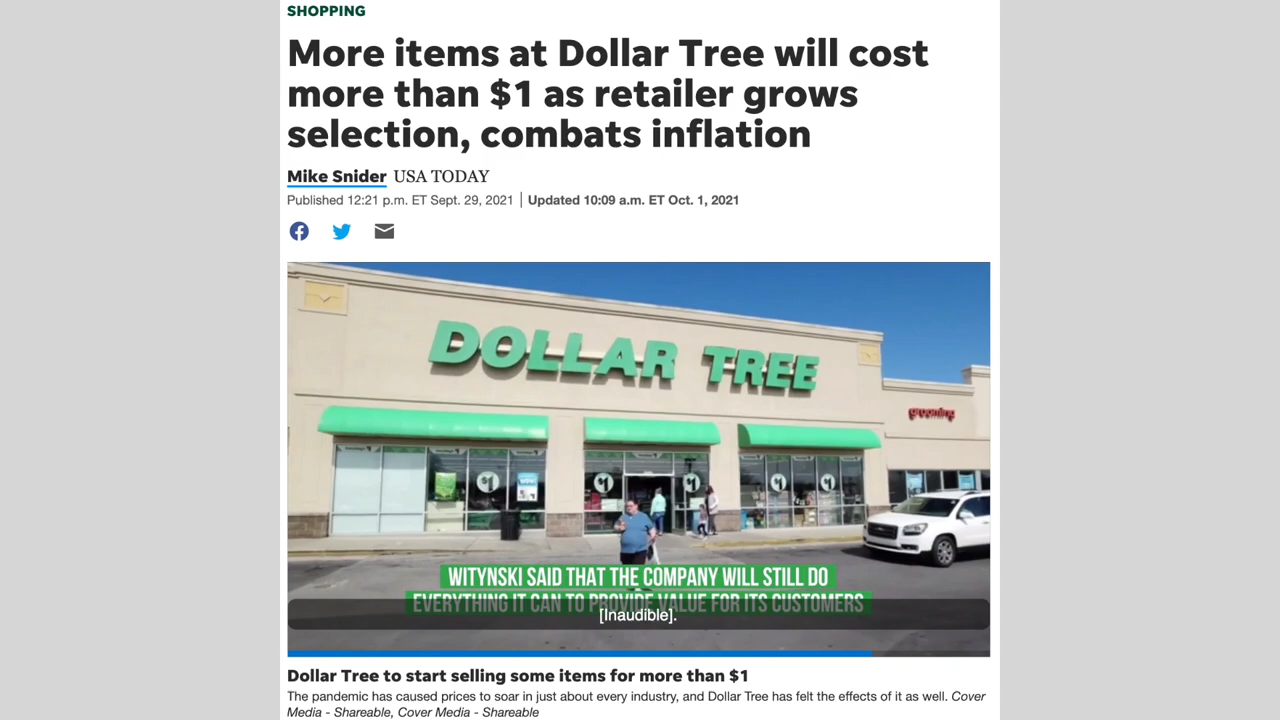 SHOPPING
More items at Dollar Tree will cost
more than $1 as retailer grows
selection, combats inflation
Mike Snider USA TODAY
Published 12:21 p.m. ET Sept. 29, 2021 | Updated 10:09 a.m. ET Oct. 1, 2021
DOLLAR TREE
grooming
$1
$1
$1
$1
$1
WITYNSKI SAID THAT THE COMPANY WILL STILL DO
EVERYTHING IT CAN TO PROVIDE VALUE FOR ITS CUSTOMERS
[Inaudible].
Dollar Tree to start selling some items for more than $1
The pandemic has caused prices to soar in just about every industry, and Dollar Tree has felt the effects of it as well. Cover
Media - Shareable, Cover Media - Shareable